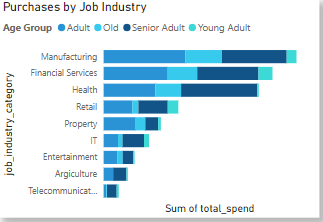 Purchases by Job Industry
Age Group Adult Old Senior Adult Young Adult
job_industry_category
Manufacturing
Financial Services
Health
Retail
Property
IT
Entertainment
Argiculture
Telecommunicat...
Sum of total_spend